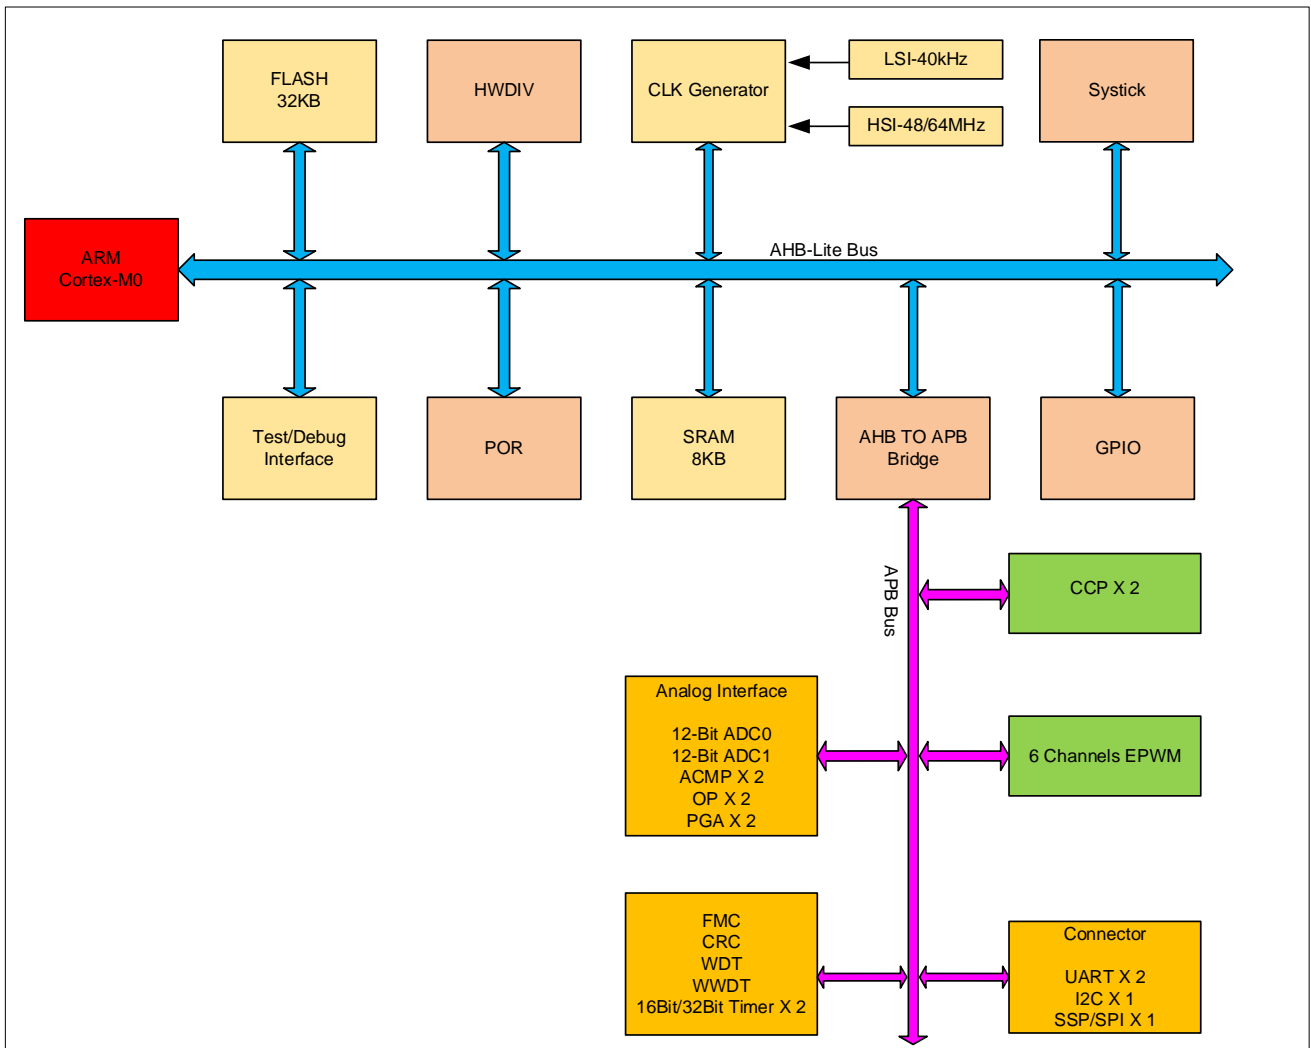 FLASH
32KB
HWDIV
CLK Generator
LSI-40kHz
HSI-48/64MHz
Systick
ARM
Cortex-M0
AHB-Lite Bus
Test/Debug
Interface
POR
SRAM
8KB
AHB TO APB
Bridge
GPIO
APB Bus
CCP X 2
Analog Interface
12-Bit ADC0
12-Bit ADC1
ACMP X 2
OP X 2
PGA X 2
6 Channels EPWM
FMC
CRC
WDT
WWDT
16Bit/32Bit Timer X 2
Connector
UART X 2
I2C X 1
SSP/SPI X 1